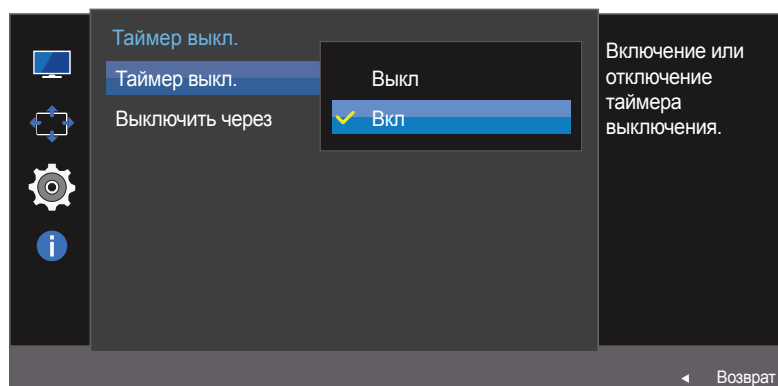 Таймер выкл.
Таймер выкл.
Выключить через
Выкл
Вкл
Включение или
отключение
таймера
выключения.
Возврат